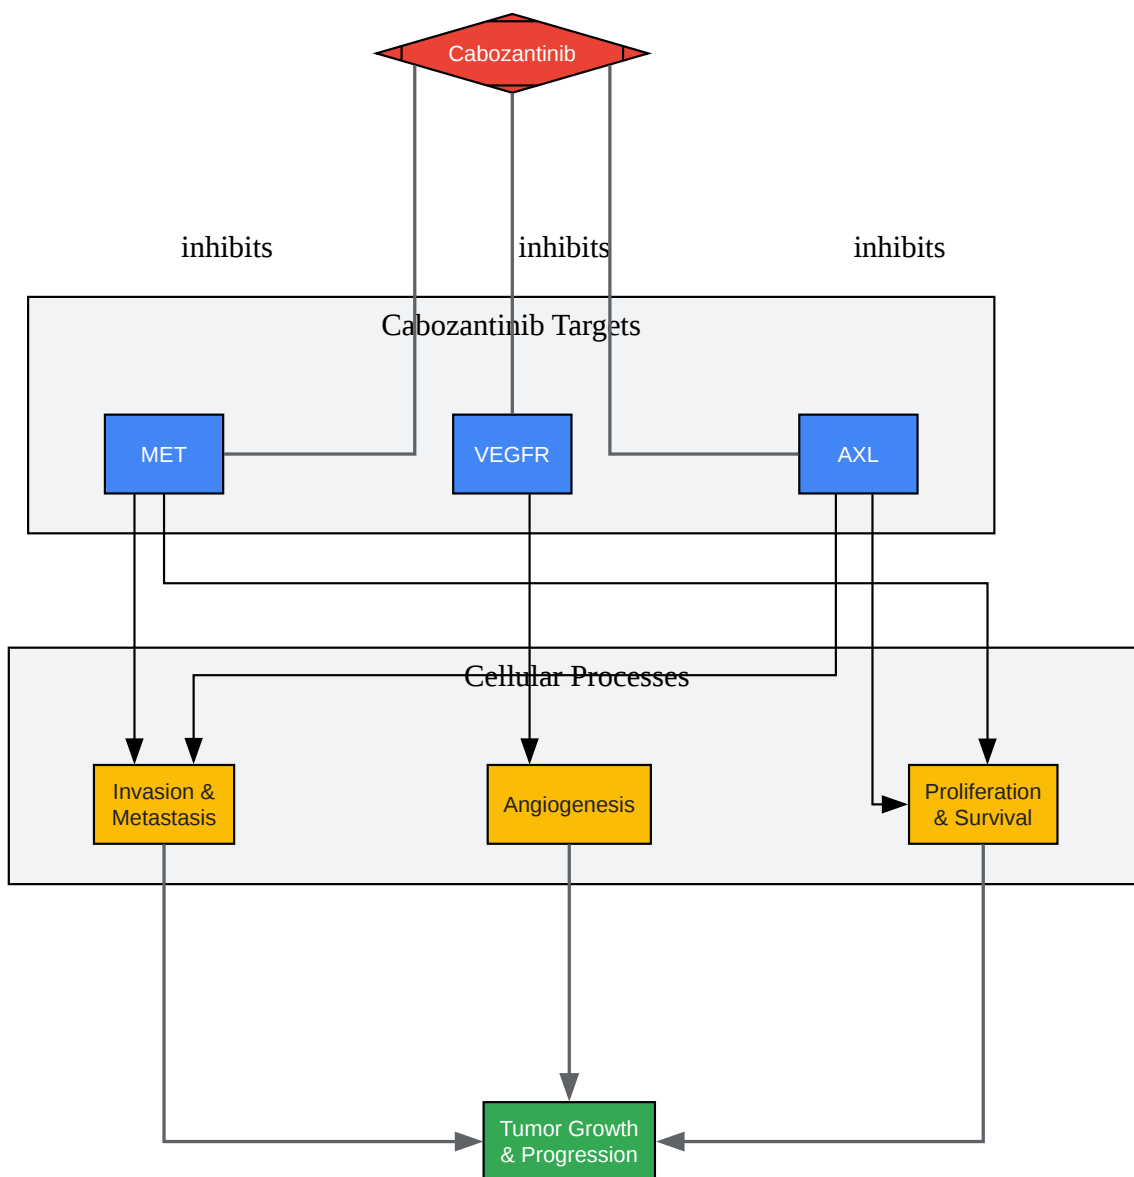 Cabozantinib
inhibits
inhibits
inhibits
Cabozantinib Targets
MET
VEGFR
AXL
Cellular Processes
Invasion &
Metastasis
Angiogenesis
Proliferation
& Survival
Tumor Growth
& Progression